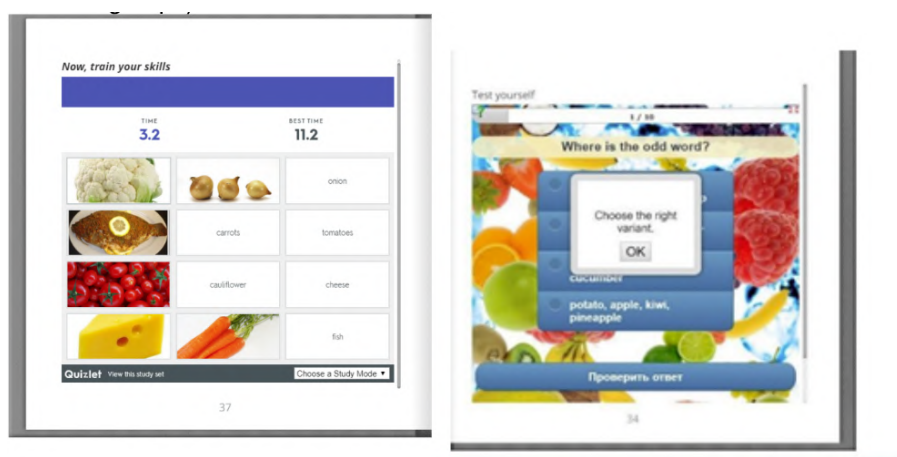 Now, train your skills
TIME
BEST TIME
3.2
11.2
onion
carrots
tomatoes
cauliflower
cheese
fish
Quizlet View this study set
Choose a Study Mode
37
Test yourself
1 / 10
Where is the odd word?
Choose the right
variant.
OK
cucumber
potato, apple, kiwi,
pineapple
Проверить ответ
34